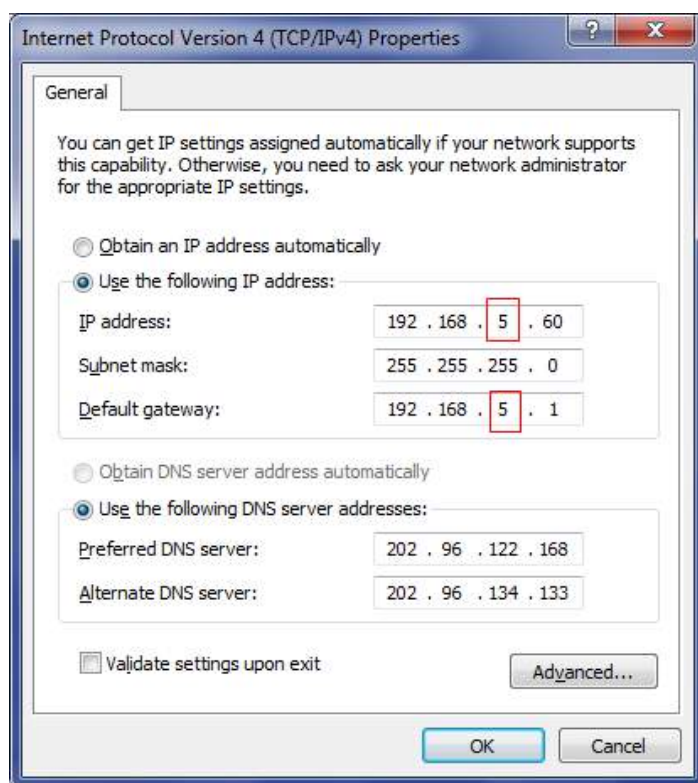 Internet Protocol Version 4 (TCP/IPv4) Properties
?
X
General
You can get IP settings assigned automatically if your network supports
this capability. Otherwise, you need to ask your network administrator
for the appropriate IP settings.
Obtain an IP address automatically
Use the following IP address:
IP address: 192 . 168 . 5 . 60
Subnet mask: 255 . 255 . 255 . 0
Default gateway: 192 . 168 . 5 . 1
Obtain DNS server address automatically
Use the following DNS server addresses:
Preferred DNS server: 202 . 96 . 122 . 168
Alternate DNS server: 202 . 96 . 134 . 133
Validate settings upon exit
Advanced...
OK Cancel